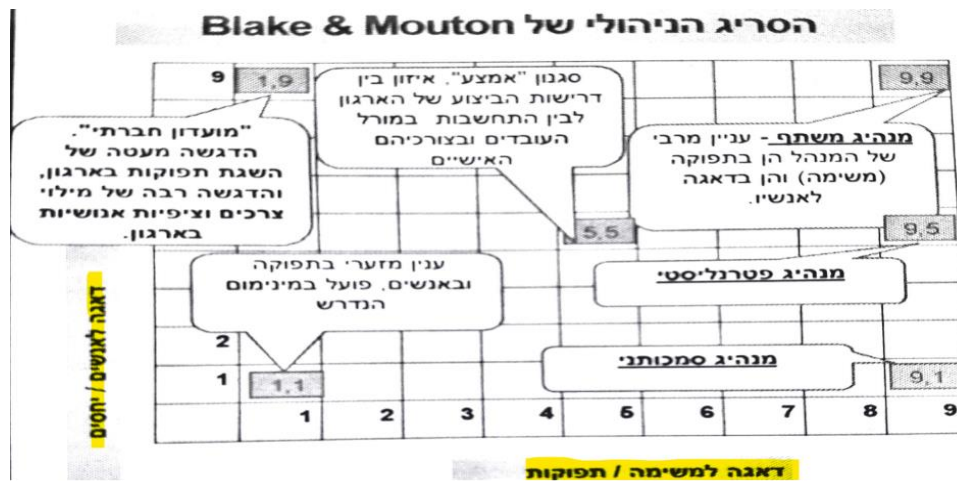 הסריג הניהולי של Blake & Mouton
9
1,9
סגנון "אמצע". איזון בין
דרישות הביצוע של הארגון
לבין התחשבות במורל
העובדים ובצורכיהם
האישיים
9,9
מנהיג משתף - עניין מרבי
של המנהל הן בתפוקה
(משימה) והן בדאגה
לאנשיו.
"מועדון חברתי".
הדגשה מעטה של
השגת תפוקות בארגון,
והדגשה רבה של מילוי
צרכים וציפיות אנושיות
בארגון.
5,5
9,5
מנהיג פטרנליסטי
ענין מזערי בתפוקה
ובאנשים, פועל במינימום
הנדרש
2
מנהיג סמכותני
1
1,1
9,1
1 2 3 4 5 6 7 8 9
דאגה לאנשים / יחסים
דאגה למשימה / תפוקות